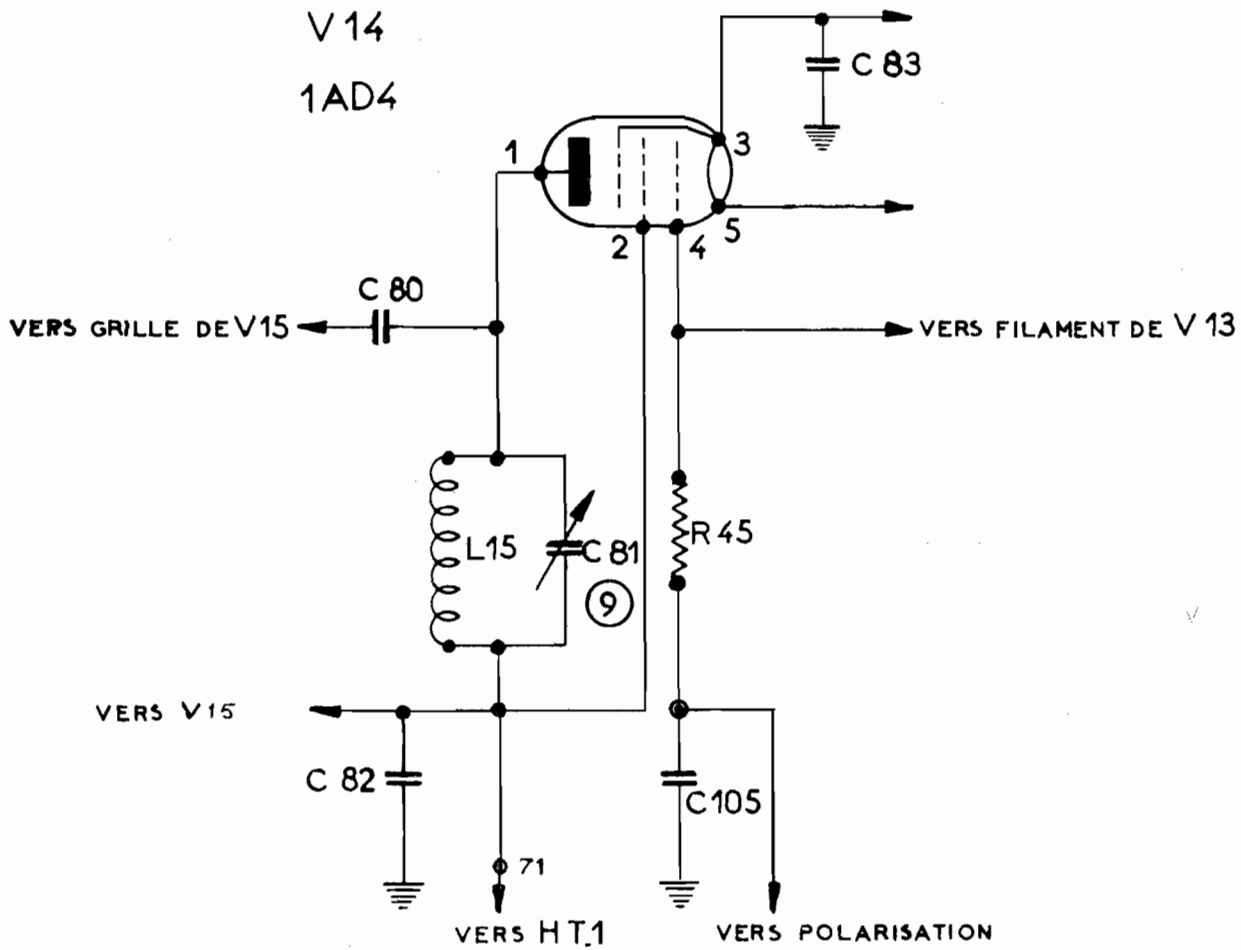 V 14
1AD4
C 83
1
3
2
4
5
C 80
VERS GRILLE DE V15
VERS FILAMENT DE V 13
L15
C 81
R 45
9
VERS V 15
C 82
C105
71
VERS H T.1
VERS POLARISATION